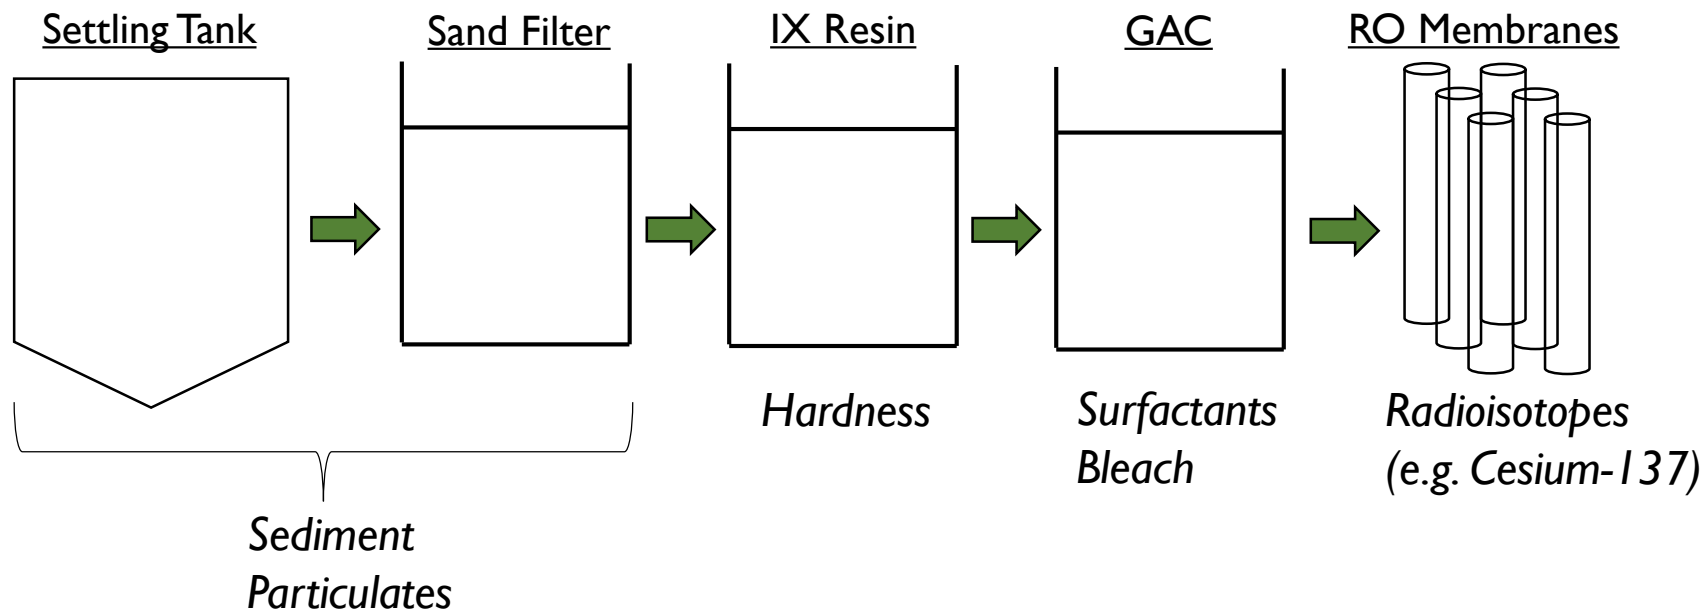 Settling Tank
Sand Filter
IX Resin
GAC
RO Membranes
Hardness
Surfactants
Bleach
Radioisotopes
(e.g. Cesium-137)
Sediment
Particulates